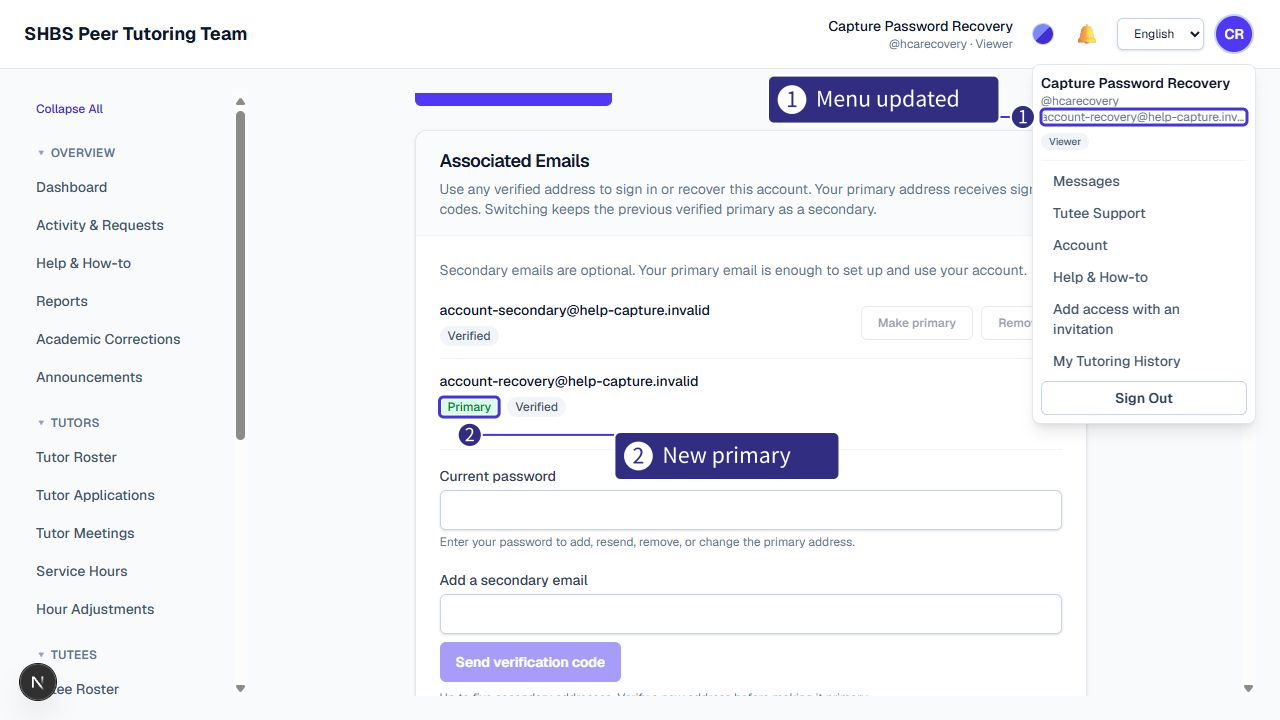 SHBS Peer Tutoring Team
Capture Password Recovery
@hcarecovery · Viewer
English
CR
Collapse All
OVERVIEW
Dashboard
Activity & Requests
Help & How-to
Reports
Academic Corrections
Announcements
TUTORS
Tutor Roster
Tutor Applications
Tutor Meetings
Service Hours
Hour Adjustments
TUTEES
Roster
N
1 Menu updated
1
Associated Emails
Use any verified address to sign in or recover this account. Your primary address receives
codes. Switching keeps the previous verified primary as a secondary.
Secondary emails are optional. Your primary email is enough to set up and use your account.
account-secondary@help-capture.invalid
Verified
Make primary
account-recovery@help-capture.invalid
Primary
Verified
2
2 New primary
Current password
Enter your password to add, resend, remove, or change the primary address.
Add a secondary email
Send verification code
Capture Password Recovery
@hcarecovery
account-recovery@help-capture.inv...
Viewer
Messages
Tutee Support
Account
Help & How-to
Add access with an
invitation
My Tutoring History
Sign Out